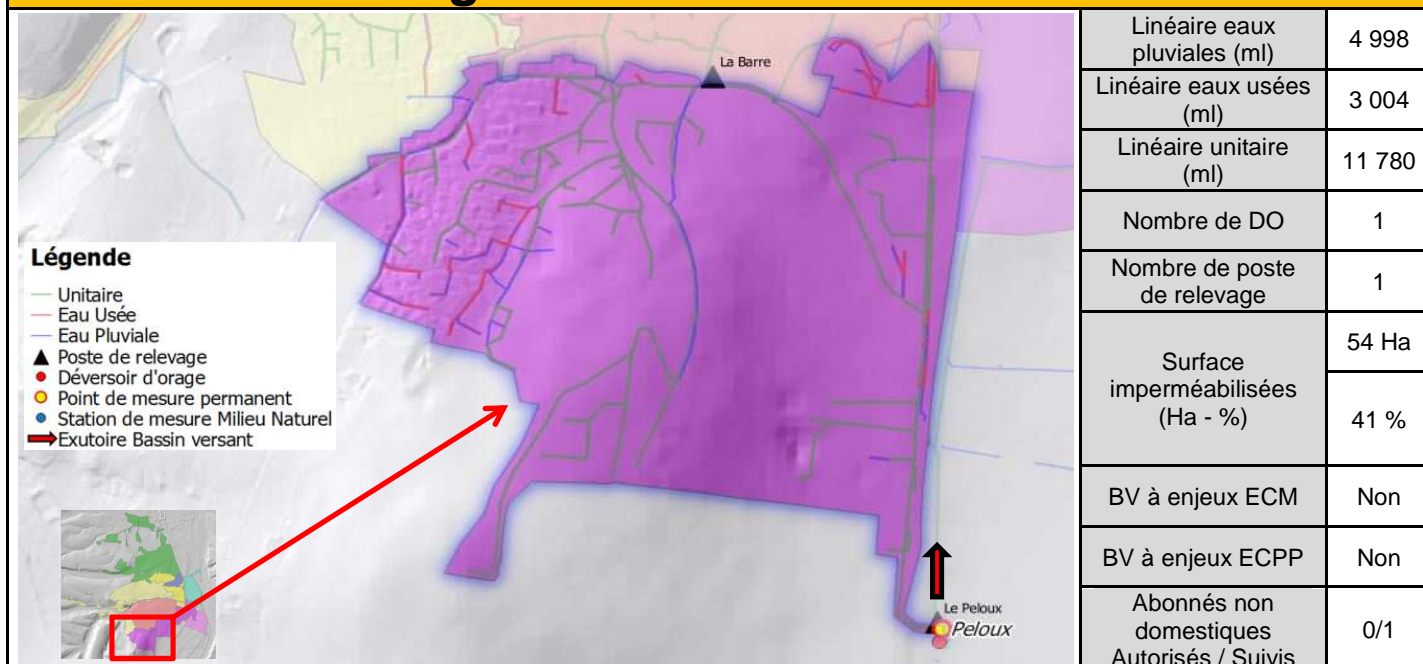 La Barre
Légende
Unitaire
Eau Usée
Eau Pluviale
Poste de relevage
Déversoir d'orage
Point de mesure permanent
Station de mesure Milieu Naturel
Exutoire Bassin versant
Le Peloux
Peloux
Linéaire eaux
pluviales (ml)
4 998
Linéaire eaux usées
(ml)
3 004
Linéaire unitaire
(ml)
11 780
Nombre de DO
1
Nombre de poste
de relevage
1
Surface
imperméabilisées
(Ha - %)
54 Ha
41 %
BV à enjeux ECM
Non
BV à enjeux ECPP
Non
Abonnés non
domestiques
Autorisés / Suivis
0/1